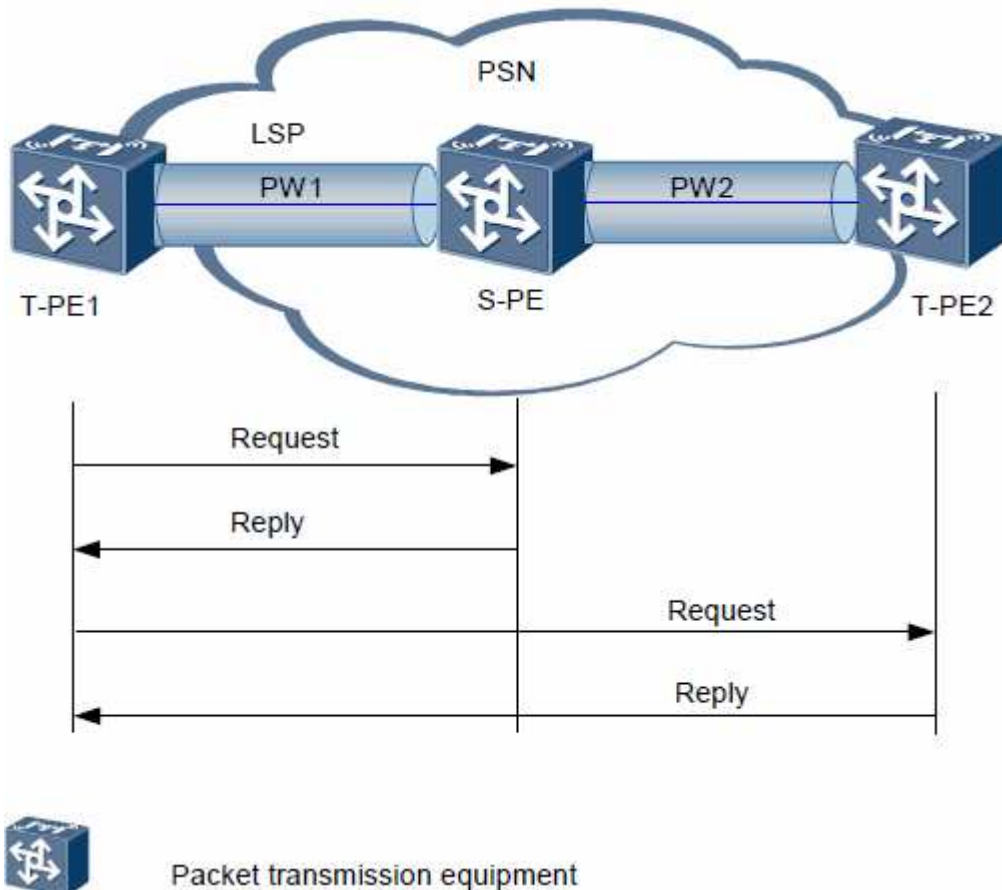 PSN
LSP
PW1
PW2
T-PE1
S-PE
T-PE2
Request
Reply
Request
Reply
Packet transmission equipment